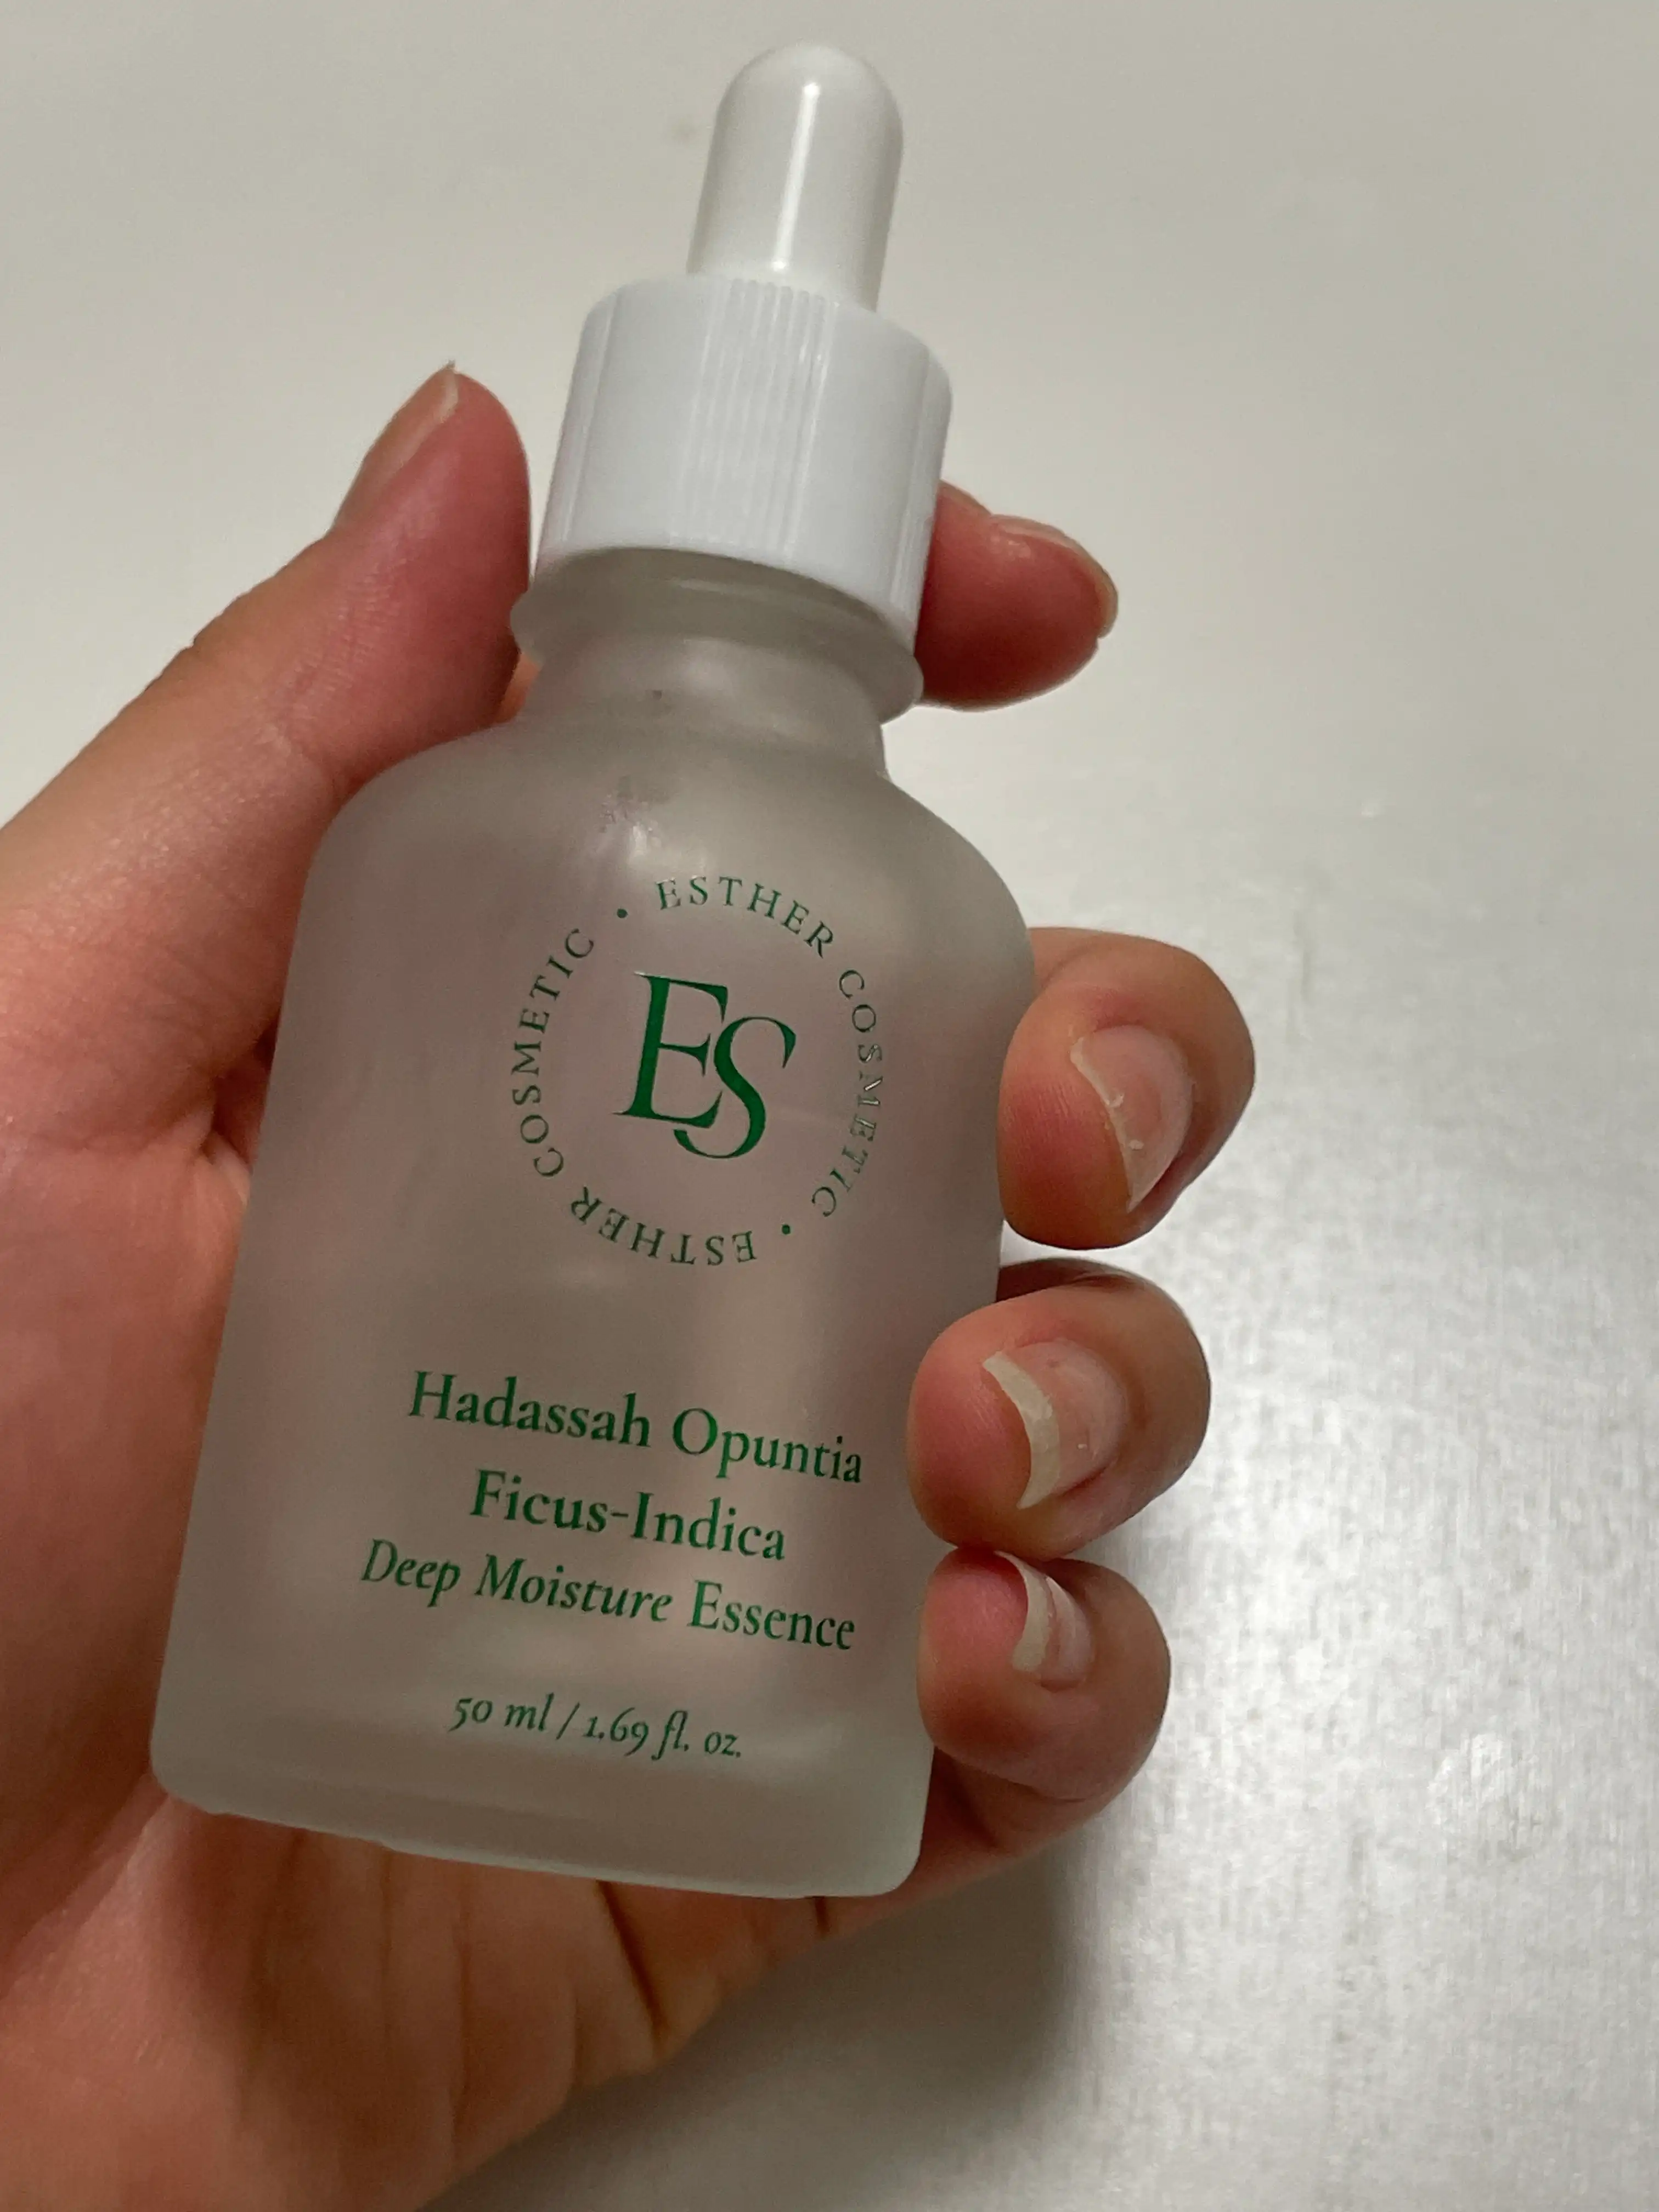 • ESTHER COSMETIC • ESTHER COSMETIC
ES
Hadassah Opuntia
Ficus-Indica
Deep Moisture Essence
50 ml / 1.69 fl. oz.